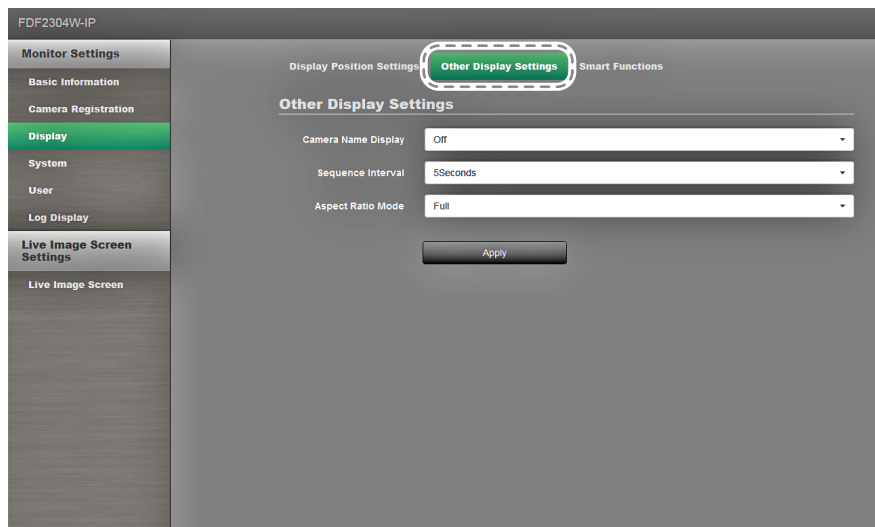 FDF2304W-IP
Monitor Settings
Basic Information
Camera Registration
Display
System
User
Log Display
Live Image Screen
Settings
Live Image Screen
Display Position Settings
Other Display Settings
Smart Functions
Other Display Settings
Camera Name Display
Off
Sequence Interval
5Seconds
Aspect Ratio Mode
Full
Apply